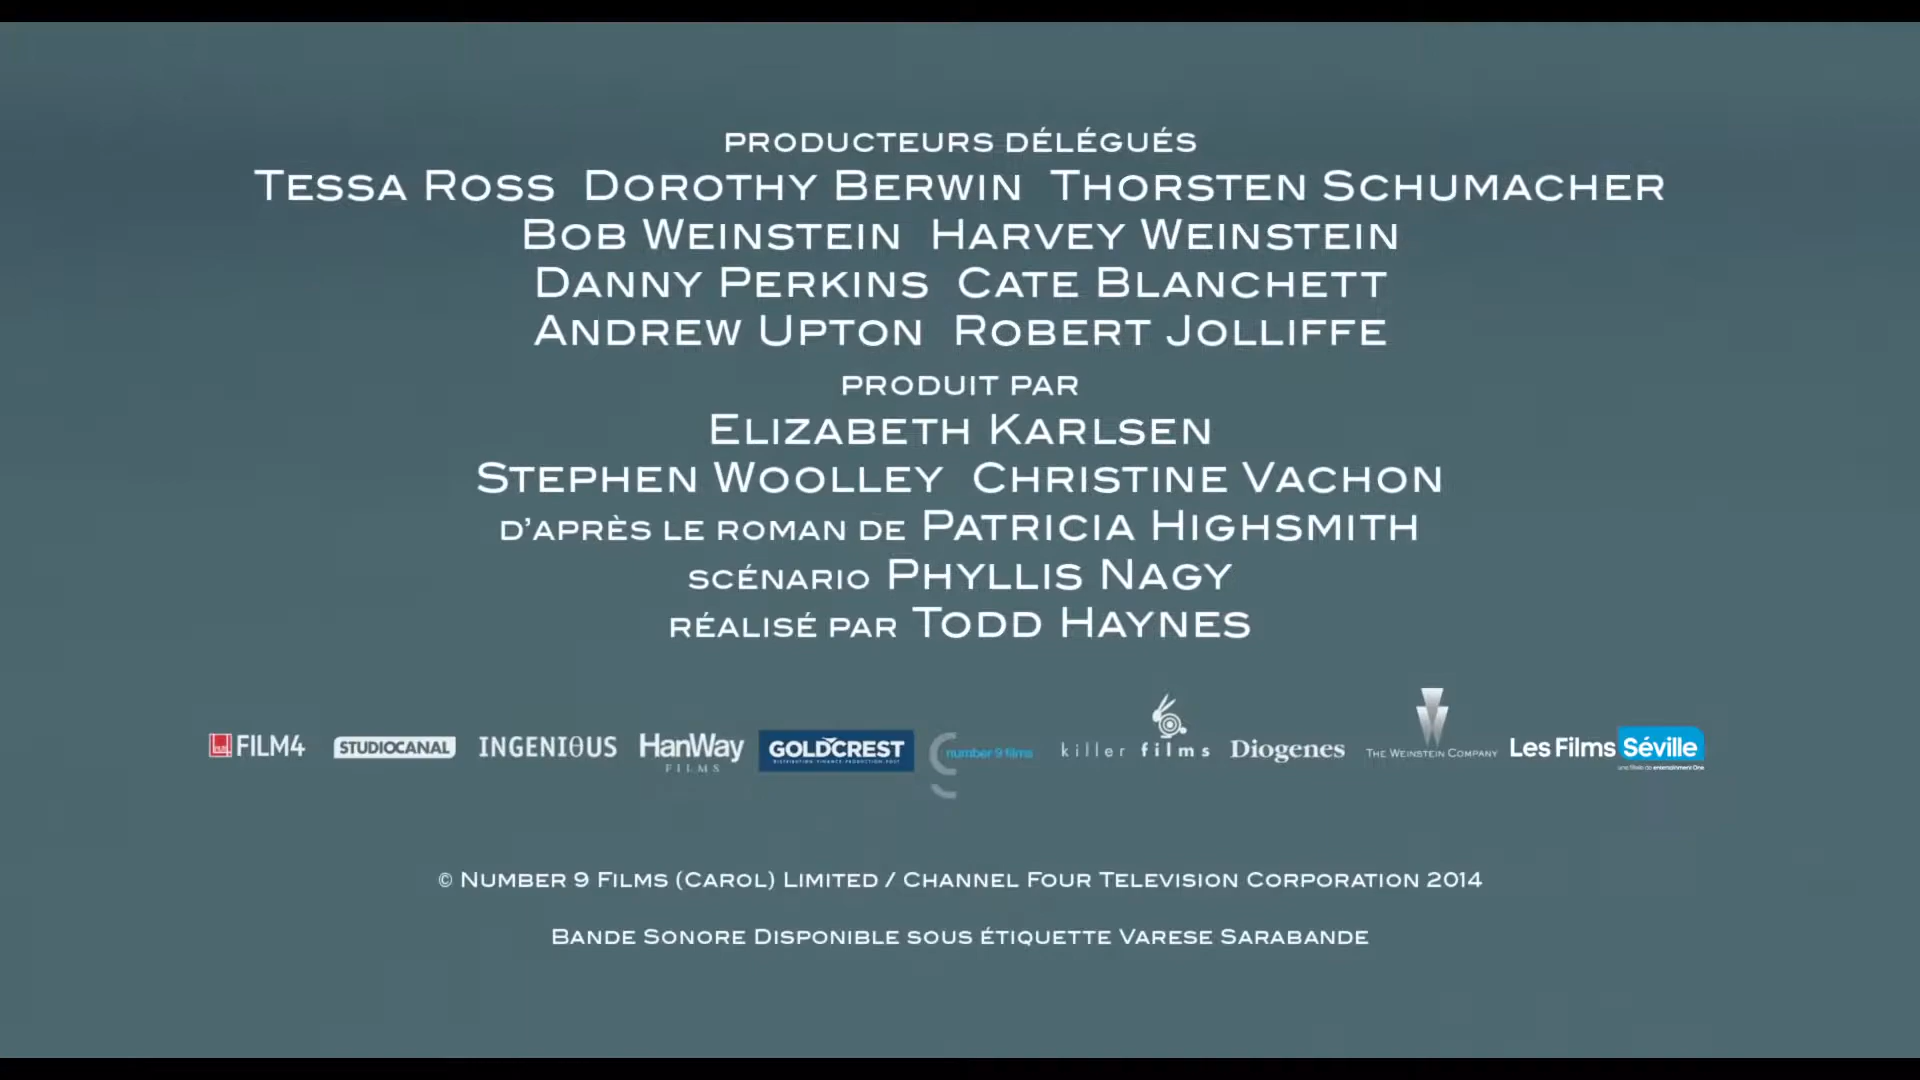 PRODUCTEURS DÉLÉGUÉS
TESSA ROSS DOROTHY BERWIN THORSTEN SCHUMACHER
BOB WEINSTEIN HARVEY WEINSTEIN
DANNY PERKINS CATE BLANCHETT
ANDREW UPTON ROBERT JOLLIFFE
PRODUIT PAR
ELIZABETH KARLSEN
STEPHEN WOOLLEY CHRISTINE VACHON
D'APRÈS LE ROMAN DE PATRICIA HIGHSMITH
SCÉNARIO PHYLLIS NAGY
RÉALISÉ PAR TODD HAYNES
FILM4 STUDIOCANAL INGENIOUS HanWay FILMS GOLDCREST number 9 films killer films Diogenes THE WEINSTEIN COMPANY Les Films Séville
© NUMBER 9 FILMS (CAROL) LIMITED / CHANNEL FOUR TELEVISION CORPORATION 2014
BANDE SONORE DISPONIBLE SOUS ÉTIQUETTE VARESE SARABANDE